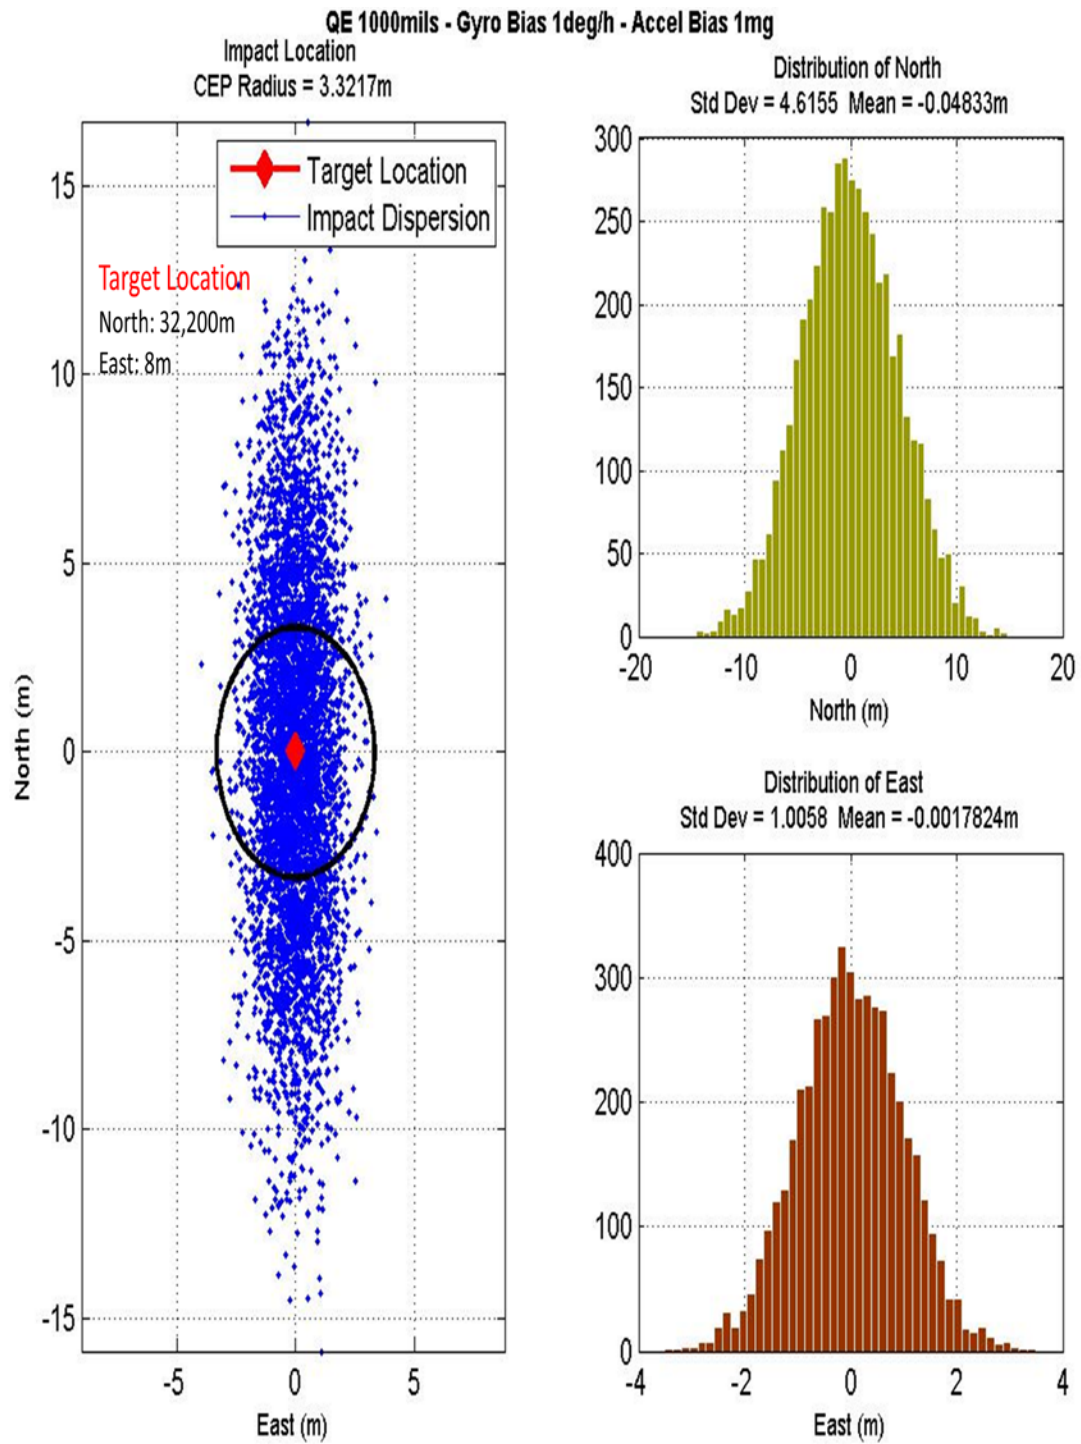 QE 1000mils - Gyro Bias 1deg/h - Accel Bias 1mg
Impact Location
CEP Radius = 3.3217m
Target Location
Impact Dispersion
Target Location
North: 32,200m
East: 8m
15
10
5
0
-5
-10
-15
North (m)
-5
0
5
East (m)
Distribution of North
Std Dev = 4.6155 Mean = -0.04833m
300
250
200
150
100
50
0
-20
-10
0
10
20
North (m)
Distribution of East
Std Dev = 1.0058 Mean = -0.0017824m
400
300
200
100
0
-4
-2
0
2
4
East (m)